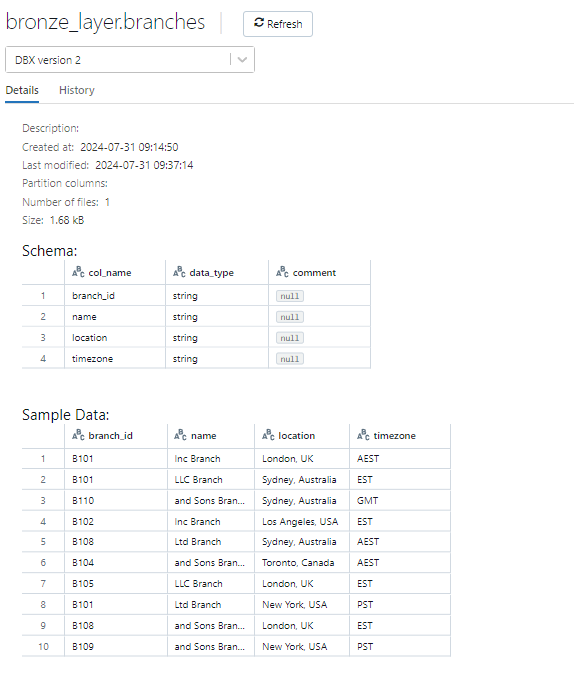 bronze_layer.branches Refresh
DBX version 2
Details History
Description:
Created at: 2024-07-31 09:14:50
Last modified: 2024-07-31 09:37:14
Partition columns:
Number of files: 1
Size: 1.68 kB
Schema:
ABC col_name ABC data_type ABC comment
1 branch_id string null
2 name string null
3 location string null
4 timezone string null
Sample Data:
ABC branch_id ABC name ABC location ABC timezone
1 B101 Inc Branch London, UK AEST
2 B101 LLC Branch Sydney, Australia EST
3 B110 and Sons Bran... Sydney, Australia GMT
4 B102 Inc Branch Los Angeles, USA EST
5 B108 Ltd Branch Sydney, Australia AEST
6 B104 and Sons Bran... Toronto, Canada AEST
7 B105 LLC Branch London, UK EST
8 B101 Ltd Branch New York, USA PST
9 B108 and Sons Bran... London, UK EST
10 B109 and Sons Bran... New York, USA PST